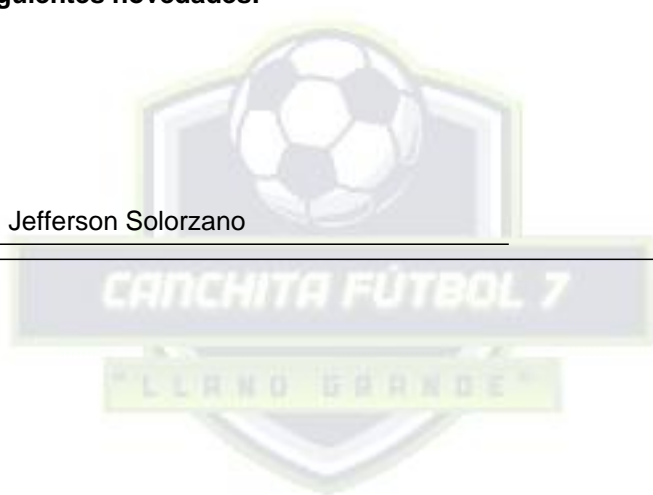 guientes novedades:
Jefferson Solorzano
CANCHITA FÚTBOL 7
"LLANO GRANDE"